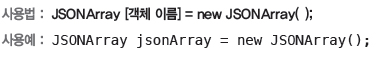 사용법 : JSONArray [객체 이름] = new JSONArray( );
사용예 : JSONArray jsonArray = new JSONArray();